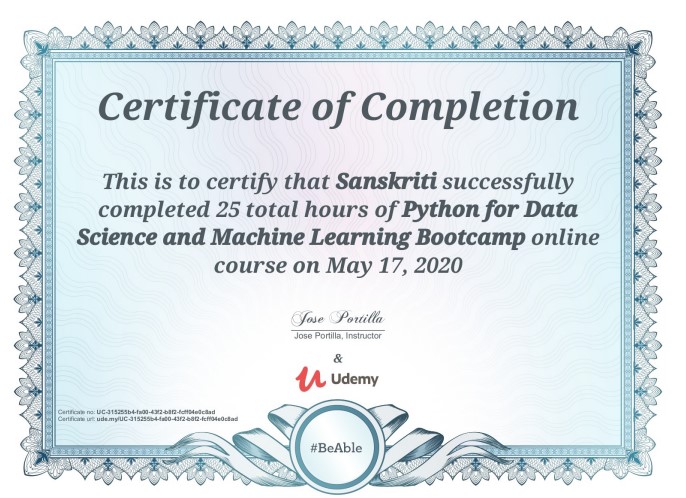 Certificate of Completion
This is to certify that Sanskriti successfully
completed 25 total hours of Python for Data
Science and Machine Learning Bootcamp online
course on May 17, 2020
Jose Portilla
Jose Portilla, Instructor
&
Udemy
Certificate no: UC-315255b4-fa00-43f2-b8f2-fcff04e0c8ad
Certificate url: ude.my/UC-315255b4-fa00-43f2-b8f2-fcff04e0c8ad
#BeAble